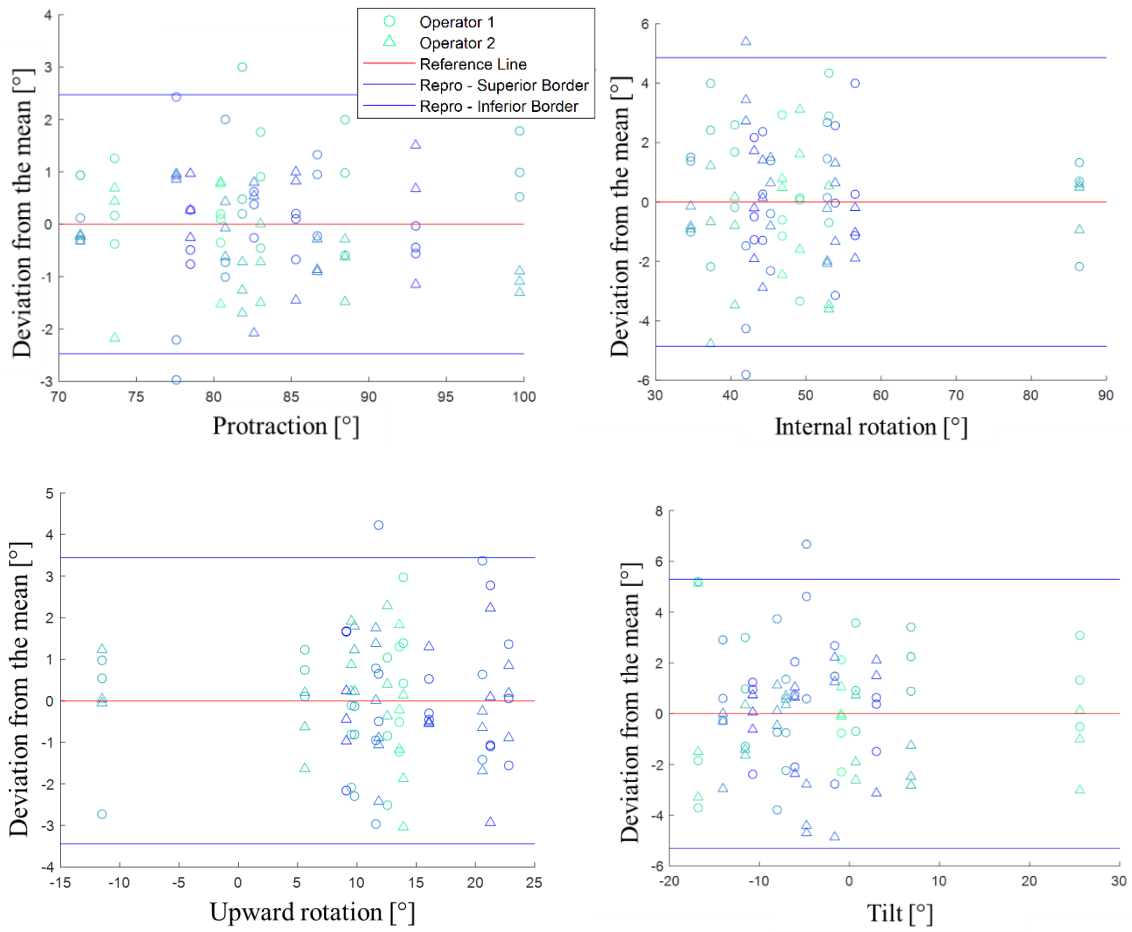 Operator 1
Operator 2
Reference Line
Repro - Superior Border
Repro - Inferior Border
Deviation from the mean [°]
4
3
2
1
0
-1
-2
-3
70 75 80 85 90 95 100
Protraction [°]
Deviation from the mean [°]
6
4
2
0
-2
-4
-6
30 40 50 60 70 80 90
Internal rotation [°]
Deviation from the mean [°]
5
4
3
2
1
0
-1
-2
-3
-4
-15 -10 -5 0 5 10 15 20 25
Upward rotation [°]
Deviation from the mean [°]
8
6
4
2
0
-2
-4
-6
-20 -10 0 10 20 30
Tilt [°]